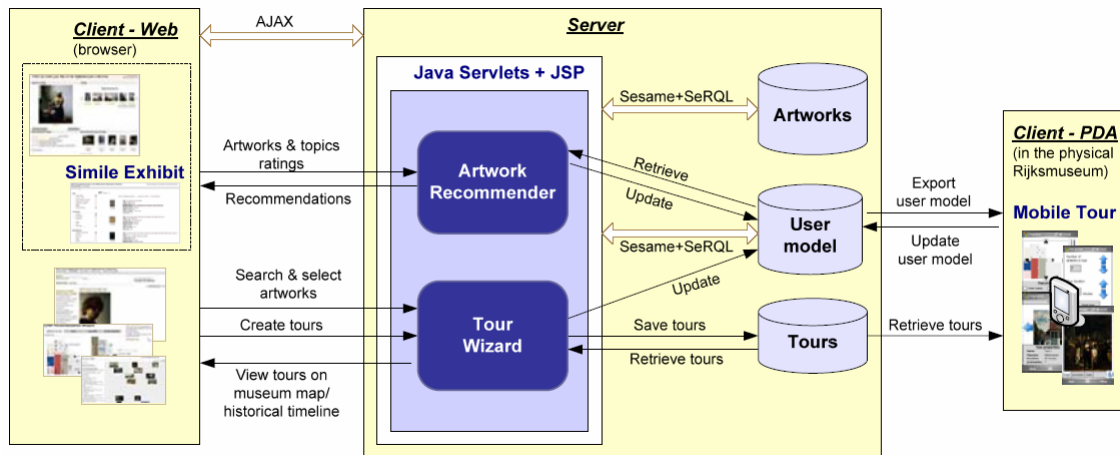 Client - Web
(browser)
Simile Exhibit
AJAX
Artworks & topics
ratings
Recommendations
Search & select
artworks
Create tours
View tours on
museum map/
historical timeline
Server
Java Servlets + JSP
Artwork
Recommender
Tour
Wizard
Sesame+SeRQL
Retrieve
Update
Sesame+SeRQL
Update
Save tours
Retrieve tours
Artworks
User
model
Tours
Export
user model
Update
user model
Retrieve tours
Client - PDA
(in the physical
Rijksmuseum)
Mobile Tour